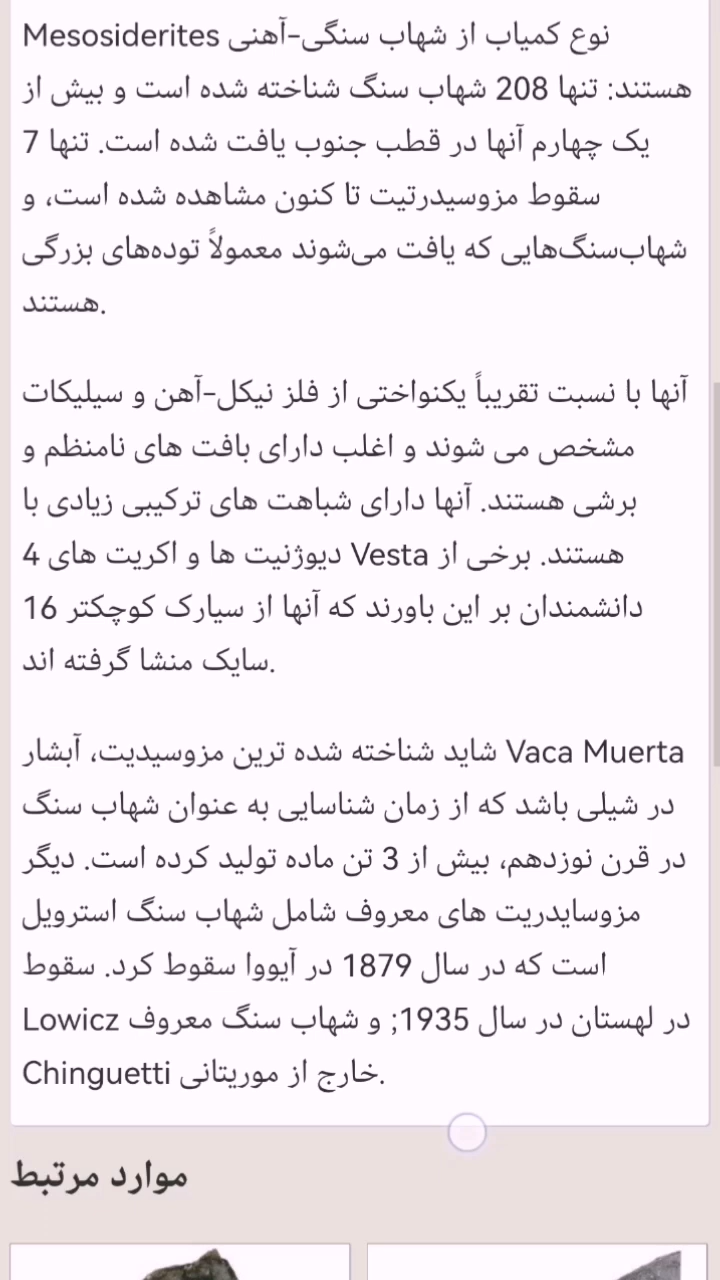 Mesosiderites نوع کمیاب از شهاب سنگی-آهنی
هستند: تنها 208 شهاب سنگ شناخته شده است و بیش از
یک چهارم آنها در قطب جنوب یافت شده است. تنها 7
سقوط مزوسیدرتیت تا کنون مشاهده شده است، و
شهاب‌سنگ‌هایی که یافت می‌شوند معمولاً توده‌های بزرگی
هستند.
آنها با نسبت تقریباً یکنواختی از فلز نیکل-آهن و سیلیکات
مشخص می شوند و اغلب دارای بافت های نامنظم و
برشی هستند. آنها دارای شباهت های ترکیبی زیادی با
دیوژنیت ها و اکریت های 4 Vesta هستند. برخی از
دانشمندان بر این باورند که آنها از سیارک کوچکتر 16
سایک منشا گرفته اند.
شاید شناخته شده ترین مزوسیدیت، آبشار Vaca Muerta
در شیلی باشد که از زمان شناسایی به عنوان شهاب سنگ
در قرن نوزدهم، بیش از 3 تن ماده تولید کرده است. دیگر
مزوسایدریت های معروف شامل شهاب سنگ استرویل
است که در سال 1879 در آیووا سقوط کرد. سقوط
Lowicz در لهستان در سال 1935; و شهاب سنگ معروف
Chinguetti خارج از موریتانی.
موارد مرتبط